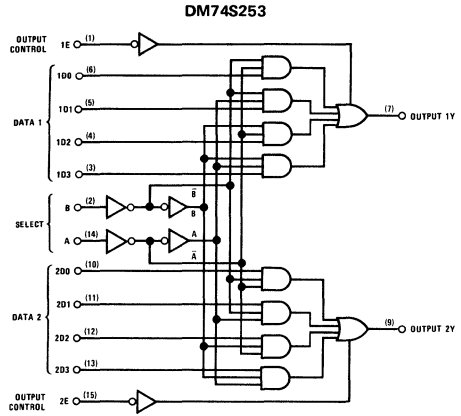 DM74S253
OUTPUT CONTROL 1E (1)
DATA 1
1D0 (6)
1D1 (5)
1D2 (4)
1D3 (3)
(7) OUTPUT 1Y
SELECT
B (2)
B̅
B
A (14)
A
A̅
DATA 2
2D0 (10)
2D1 (11)
2D2 (12)
2D3 (13)
(9) OUTPUT 2Y
OUTPUT CONTROL 2E (15)